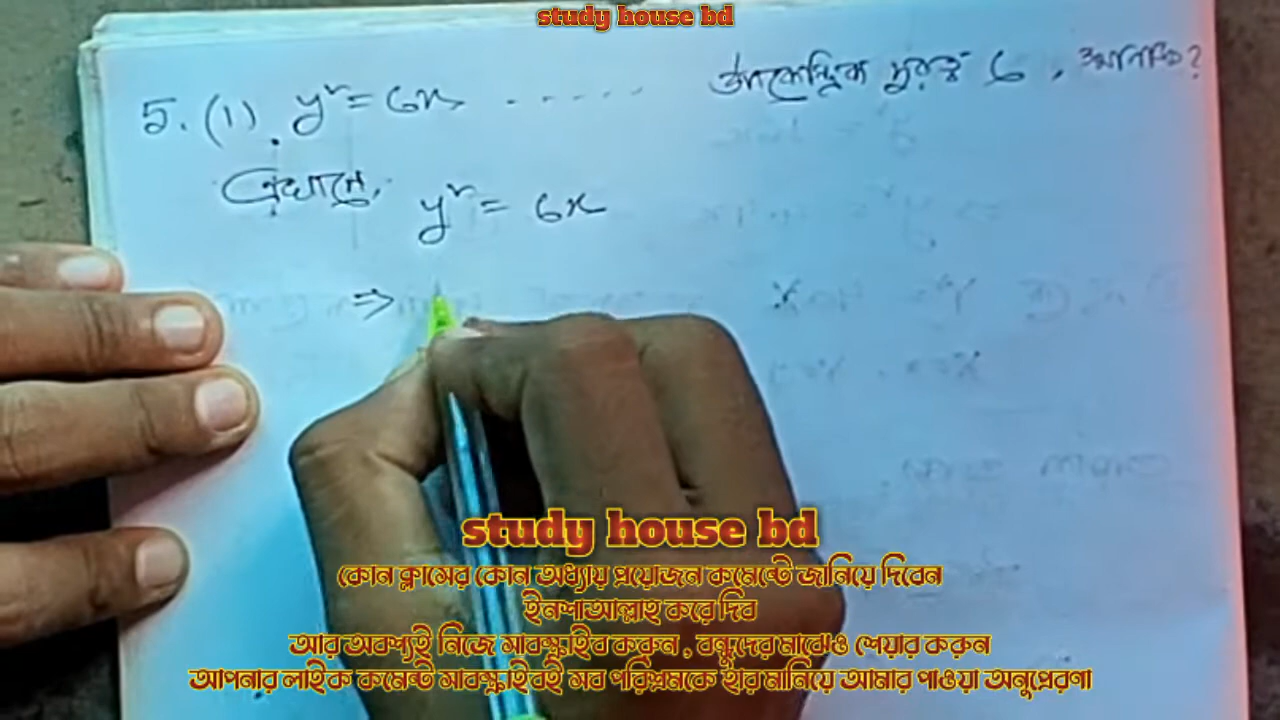 study house bd
5. (1) y² = 6x ...... উপকেন্দ্রিক দূরত্ব 6, স্থানাঙ্ক?
এখানে, y² = 6x
⇒
study house bd
কোন ক্লাসের কোন অধ্যায় প্রয়োজন কমেন্টে জানিয়ে দিবেন
ইনশাআল্লাহ করে দিব
আর অবশ্যই নিজে সাবস্ক্রাইব করুন , বন্ধুদের মাঝেও শেয়ার করুন
আপনার লাইক কমেন্ট সাবস্ক্রাইবই সব পরিশ্রমকে হার মানিয়ে আমার পাওয়া অনুপ্রেরণা